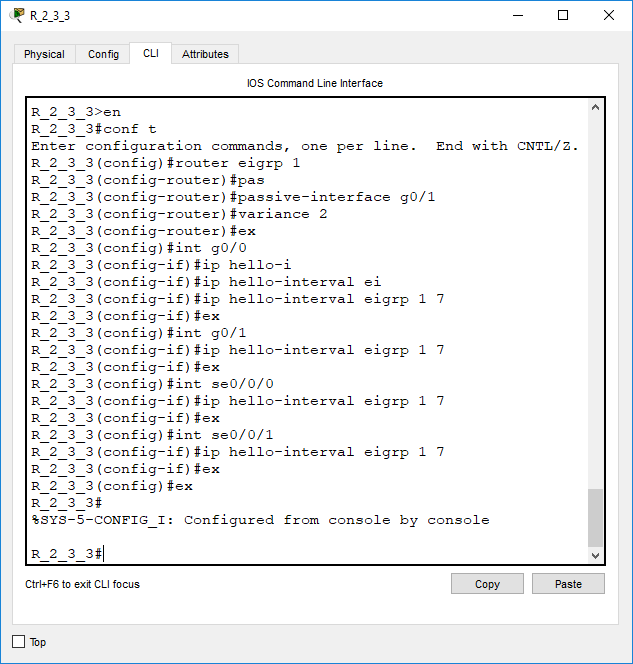 R_2_3_3
Physical Config CLI Attributes
IOS Command Line Interface
R_2_3_3>en
R_2_3_3#conf t
Enter configuration commands, one per line.  End with CNTL/Z.
R_2_3_3(config)#router eigrp 1
R_2_3_3(config-router)#pas
R_2_3_3(config-router)#passive-interface g0/1
R_2_3_3(config-router)#variance 2
R_2_3_3(config-router)#ex
R_2_3_3(config)#int g0/0
R_2_3_3(config-if)#ip hello-i
R_2_3_3(config-if)#ip hello-interval ei
R_2_3_3(config-if)#ip hello-interval eigrp 1 7
R_2_3_3(config-if)#ex
R_2_3_3(config)#int g0/1
R_2_3_3(config-if)#ip hello-interval eigrp 1 7
R_2_3_3(config-if)#ex
R_2_3_3(config)#int se0/0/0
R_2_3_3(config-if)#ip hello-interval eigrp 1 7
R_2_3_3(config-if)#ex
R_2_3_3(config)#int se0/0/1
R_2_3_3(config-if)#ip hello-interval eigrp 1 7
R_2_3_3(config-if)#ex
R_2_3_3(config)#ex
R_2_3_3#
%SYS-5-CONFIG_I: Configured from console by console
R_2_3_3#
Ctrl+F6 to exit CLI focus
Copy Paste
Top